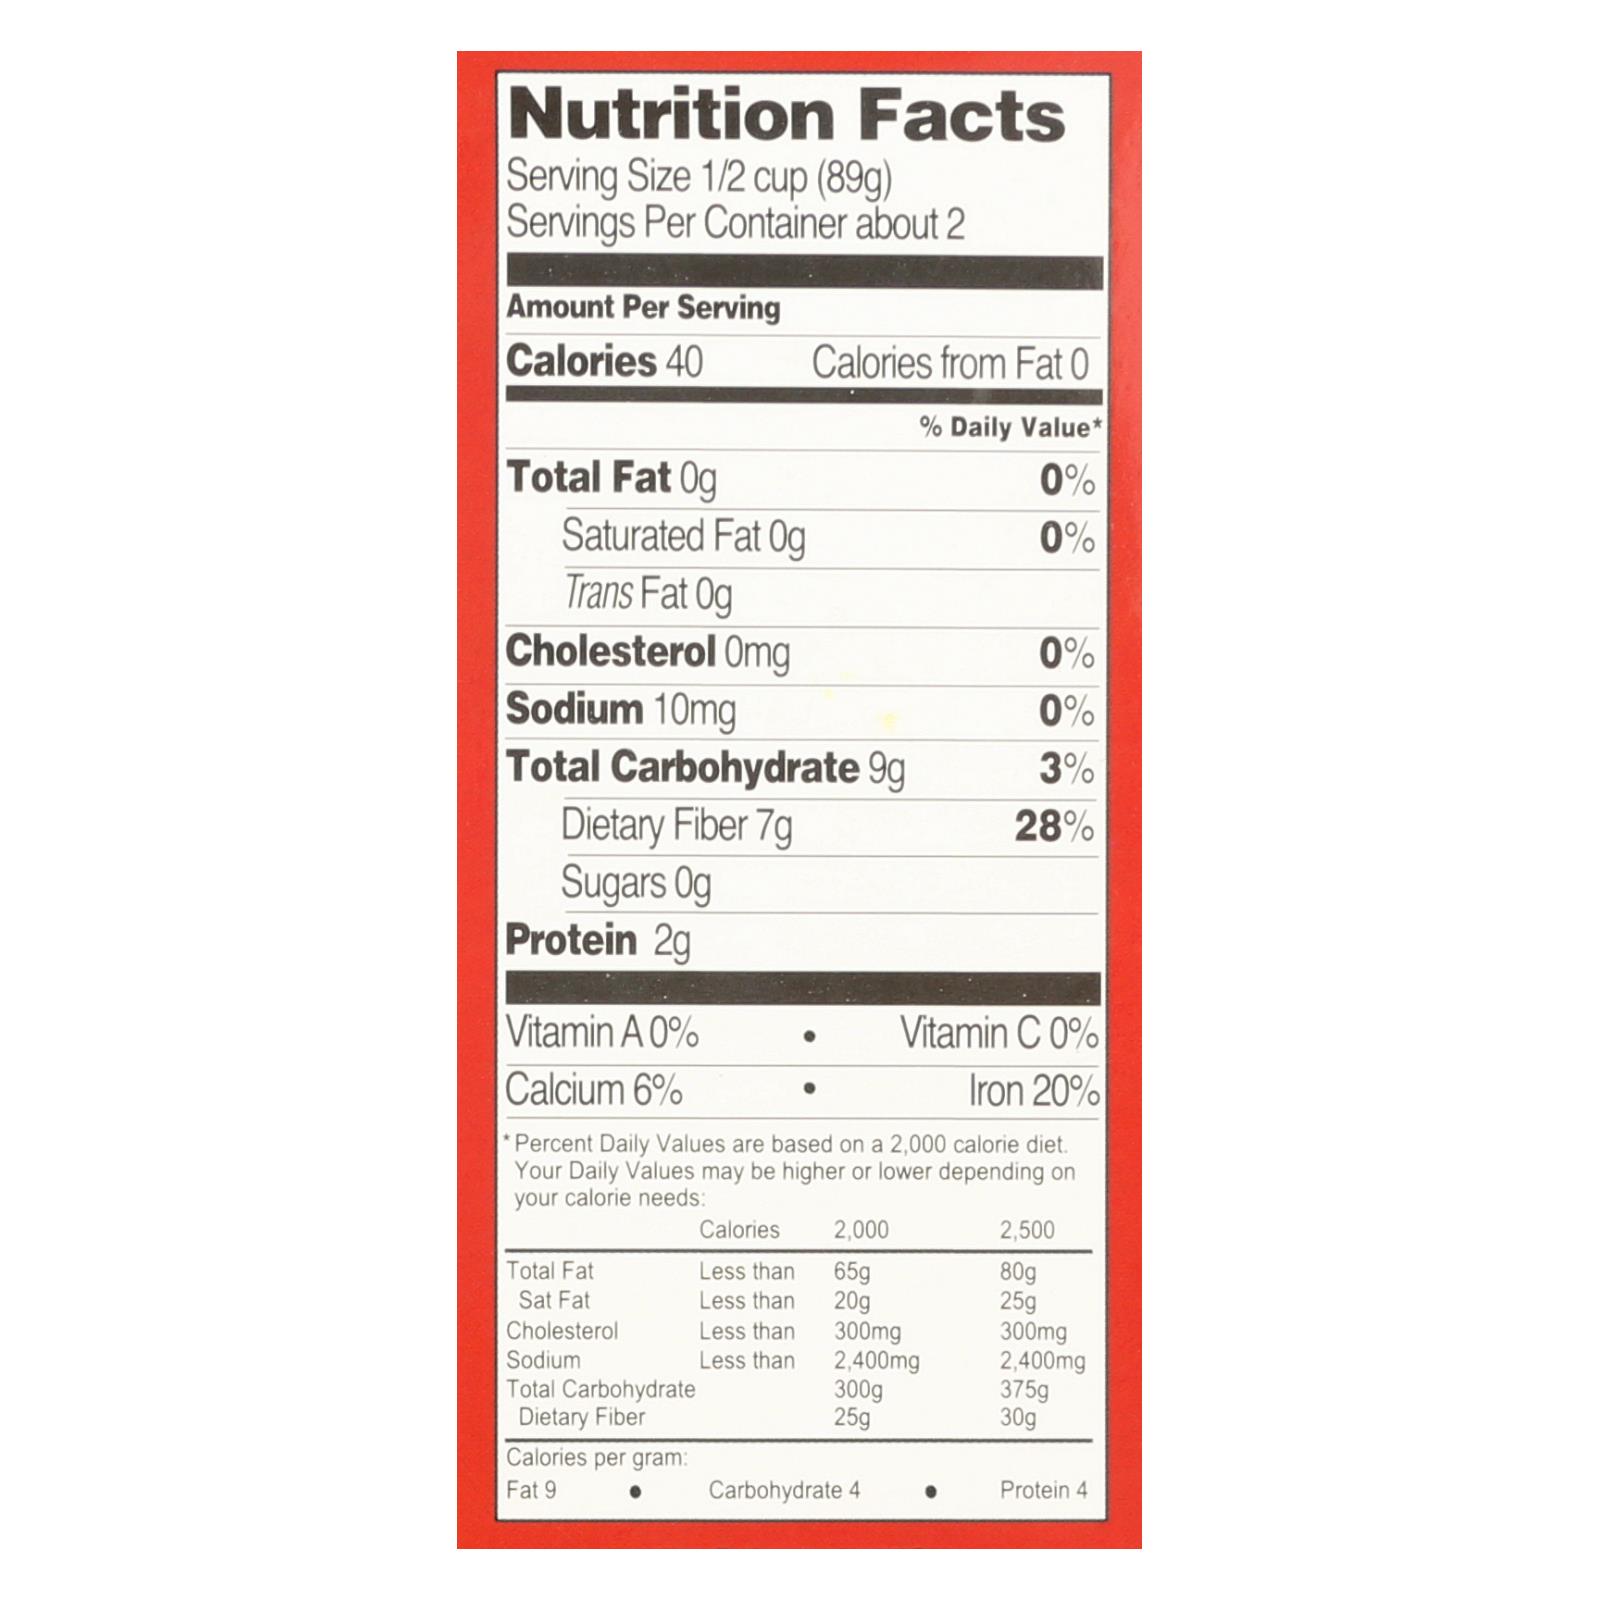 Nutrition Facts
Serving Size 1/2 cup (89g)
Servings Per Container about 2
Amount Per Serving
Calories 40 Calories from Fat 0
% Daily Value*
Total Fat 0g 0%
Saturated Fat 0g 0%
Trans Fat 0g
Cholesterol 0mg 0%
Sodium 10mg 0%
Total Carbohydrate 9g 3%
Dietary Fiber 7g 28%
Sugars 0g
Protein 2g
Vitamin A 0% • Vitamin C 0%
Calcium 6% • Iron 20%
* Percent Daily Values are based on a 2,000 calorie diet.
Your Daily Values may be higher or lower depending on
your calorie needs:
Calories 2,000 2,500
Total Fat Less than 65g 80g
Sat Fat Less than 20g 25g
Cholesterol Less than 300mg 300mg
Sodium Less than 2,400mg 2,400mg
Total Carbohydrate 300g 375g
Dietary Fiber 25g 30g
Calories per gram:
Fat 9 • Carbohydrate 4 • Protein 4